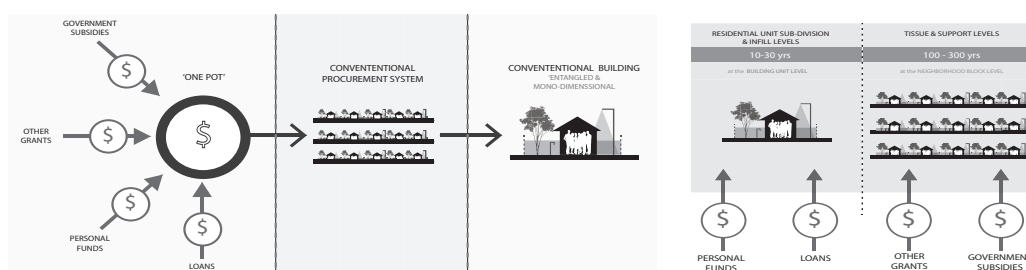 GOVERNMENT
SUBSIDIES
$
'ONE POT'
OTHER
GRANTS
$
$
$
PERSONAL
FUNDS
$
LOANS
CONVENTIONAL
PROCUREMENT SYSTEM
CONVENTIONAL BUILDING
'ENTANGLED &
MONO-DIMENSSIONAL
RESIDENTIAL UNIT SUB-DIVISION
& INFILL LEVELS
10-30 yrs
at the BUILDING UNIT LEVEL
TISSUE & SUPPORT LEVELS
100 - 300 yrs
at the NEIGHBORHOOD BLOCK LEVEL
$
$
$
$
PERSONAL
FUNDS
LOANS
OTHER
GRANTS
GOVERNMEN
SUBSIDIES